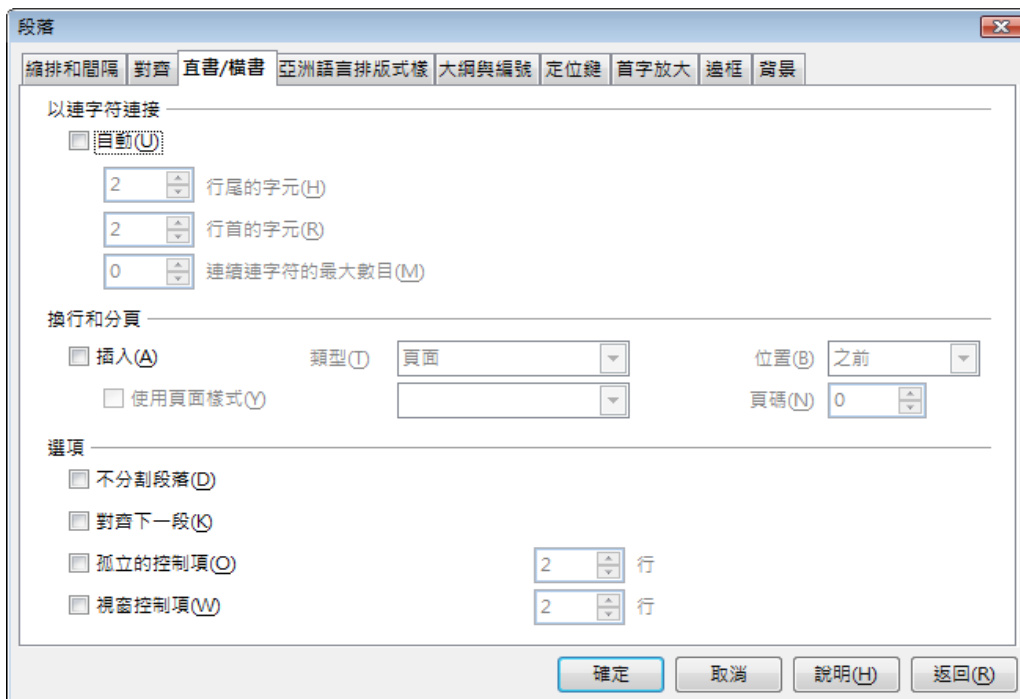 段落
縮排和間隔 對齊 直書/橫書 亞洲語言排版式樣 大綱與編號 定位鍵 首字放大 邊框 背景
以連字符連接
自動(U)
2 行尾的字元(H)
2 行首的字元(R)
0 連續連字符的最大數目(M)
換行和分頁
插入(A) 類型(T) 頁面 位置(B) 之前
使用頁面樣式(Y) 頁碼(N) 0
選項
不分割段落(D)
對齊下一段(K)
孤立的控制項(O) 2 行
視窗控制項(W) 2 行
確定 取消 說明(H) 返回(R)